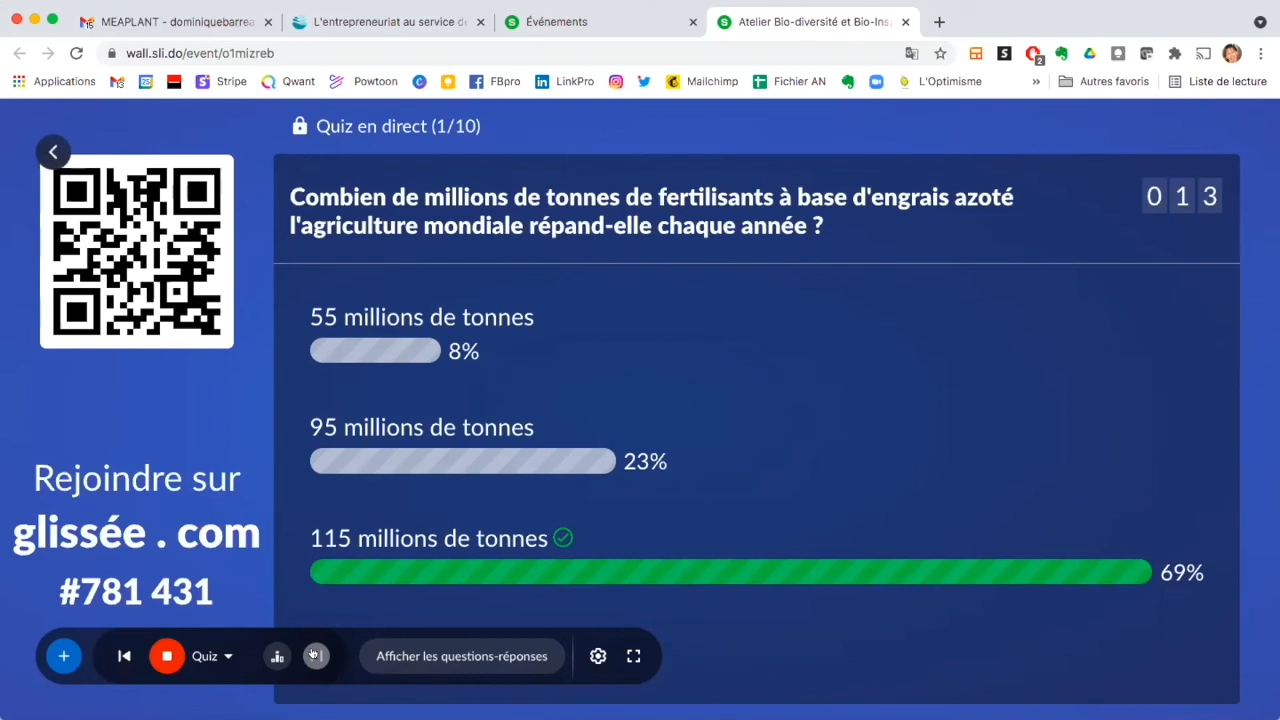 MEAPLANT - dominiquebarrea
L'entrepreneuriat au service de
Événements
Atelier Bio-diversité et Bio-Ins
wall.sli.do/event/o1mizreb
Applications
Stripe
Qwant
Powtoon
FBpro
LinkPro
Mailchimp
Fichier AN
L'Optimisme
»
Autres favoris
Liste de lecture
Quiz en direct (1/10)
Combien de millions de tonnes de fertilisants à base d'engrais azoté
l'agriculture mondiale répand-elle chaque année ?
0 1 3
55 millions de tonnes
8%
95 millions de tonnes
23%
115 millions de tonnes
69%
Rejoindre sur
glissée . com
#781 431
Quiz
Afficher les questions-réponses